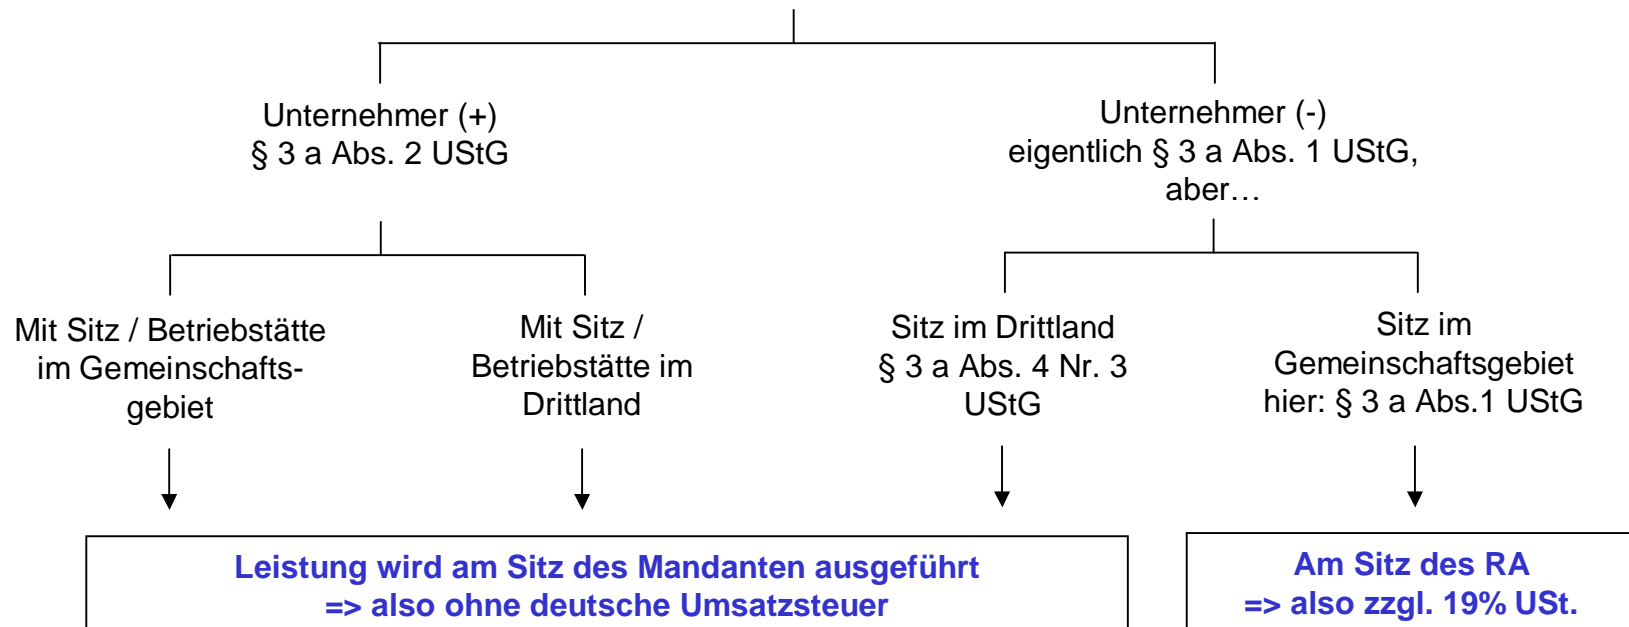 Unternehmer (+)
§ 3 a Abs. 2 UStG
Unternehmer (-)
eigentlich § 3 a Abs. 1 UStG,
aber…
Mit Sitz / Betriebstätte
im Gemeinschafts-
gebiet
Mit Sitz /
Betriebstätte im
Drittland
Sitz im Drittland
§ 3 a Abs. 4 Nr. 3
UStG
Sitz im
Gemeinschaftsgebiet
hier: § 3 a Abs.1 UStG
Leistung wird am Sitz des Mandanten ausgeführt
=> also ohne deutsche Umsatzsteuer
Am Sitz des RA
=> also zzgl. 19% USt.